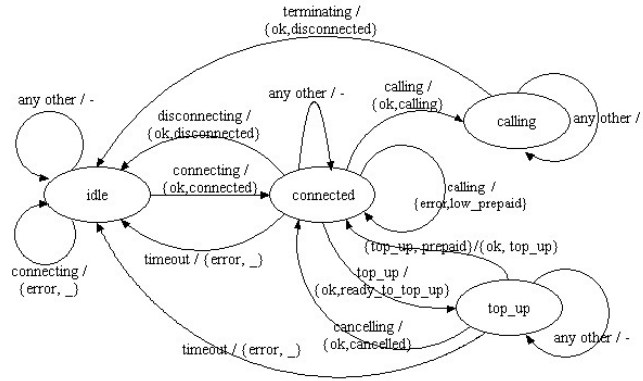 terminating /
{ok,disconnected}
any other / -
disconnecting /
{ok,disconnected}
any other / -
calling /
{ok,calling}
calling
any other /
connecting /
{ok,connected}
idle
connected
calling /
{error,low_prepaid}
connecting /
{error, _}
timeout / {error, _}
{top_up, prepaid}/{ok, top_up}
top_up /
{ok,ready_to_top_up}
top_up
cancelling /
{ok,cancelled}
any other / -
timeout / {error, _}